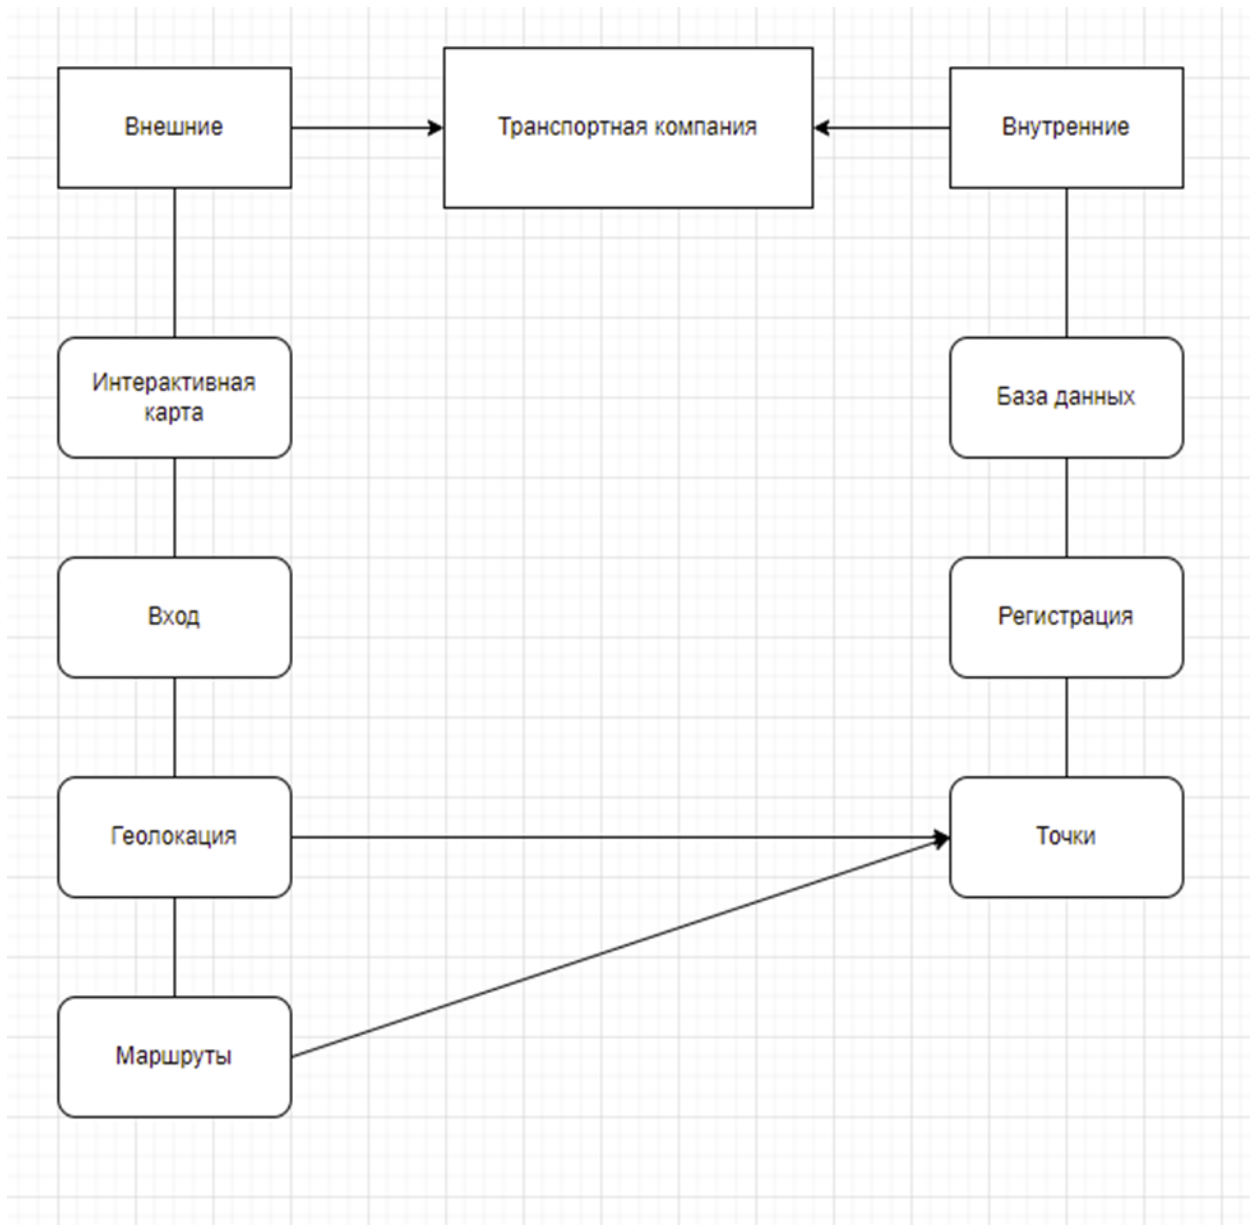 Внешние
Транспортная компания
Внутренние
Интерактивная
карта
База данных
Вход
Регистрация
Геолокация
Точки
Маршруты